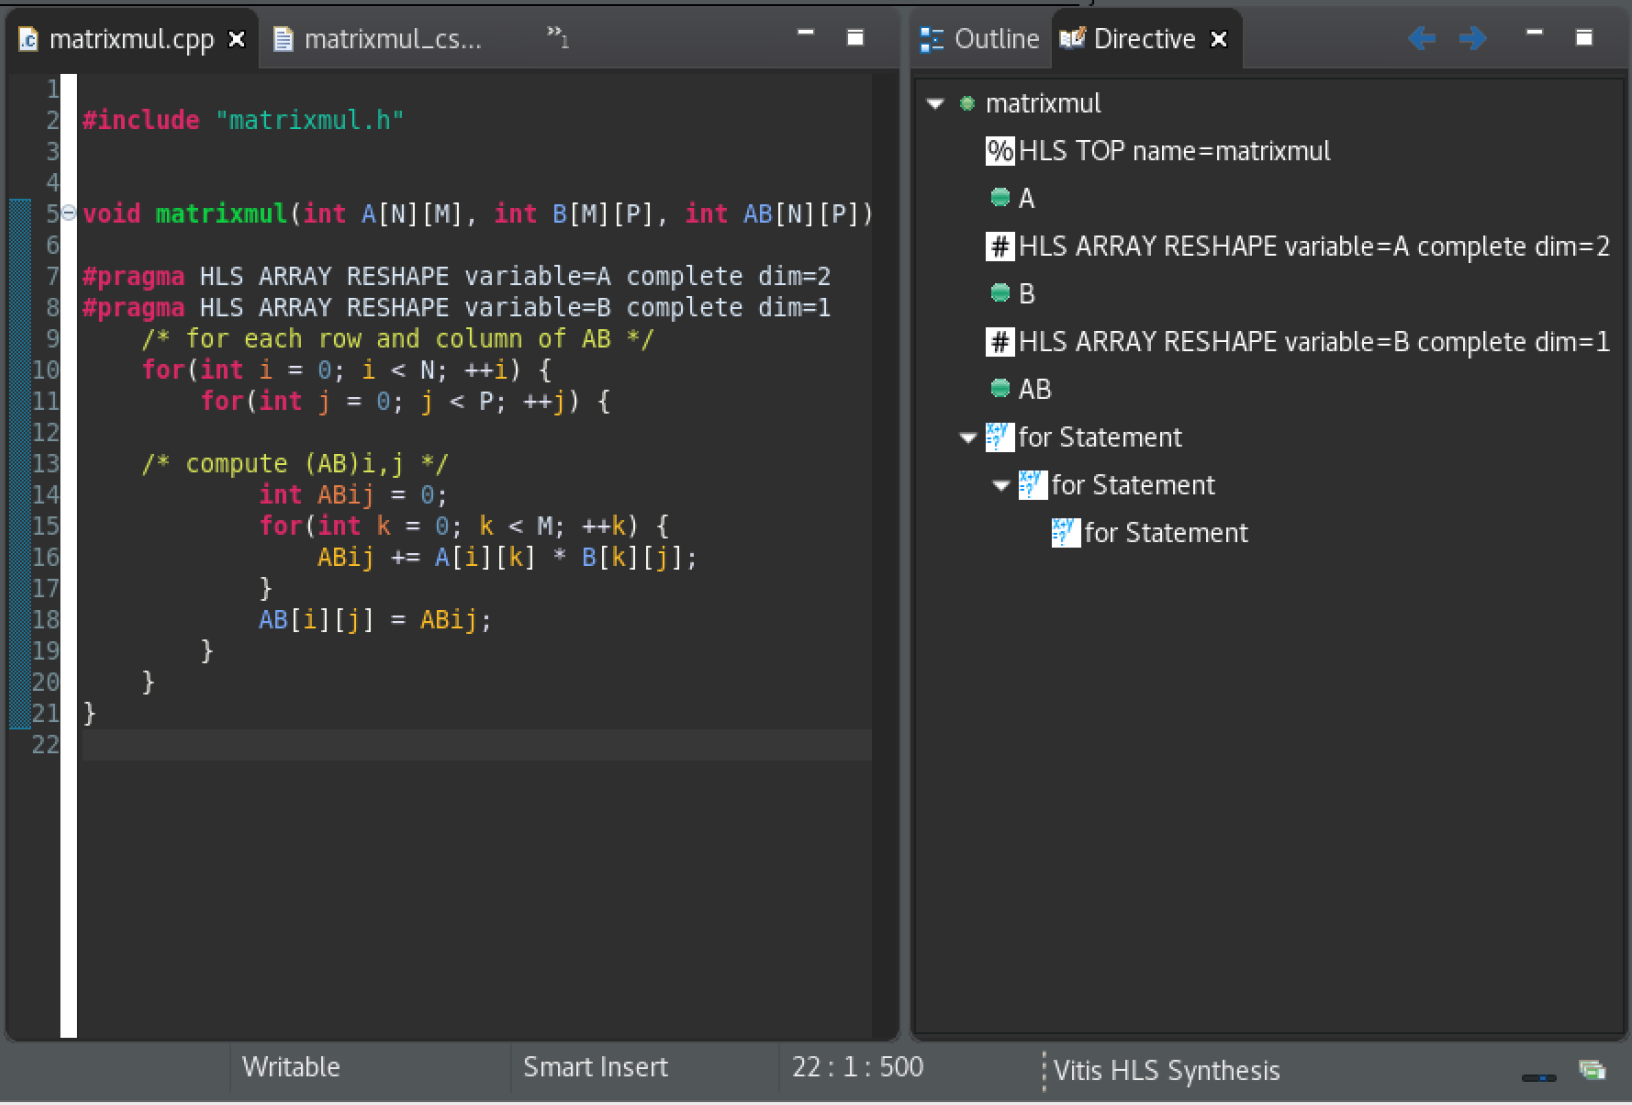 matrixmul.cpp
matrixmul_cs...
»1
Outline
Directive
1
2 #include "matrixmul.h"
3
4
5 void matrixmul(int A[N][M], int B[M][P], int AB[N][P])
6
7 #pragma HLS ARRAY RESHAPE variable=A complete dim=2
8 #pragma HLS ARRAY RESHAPE variable=B complete dim=1
9     /* for each row and column of AB */
10     for(int i = 0; i < N; ++i) {
11         for(int j = 0; j < P; ++j) {
12
13     /* compute (AB)i,j */
14             int ABij = 0;
15             for(int k = 0; k < M; ++k) {
16                 ABij += A[i][k] * B[k][j];
17             }
18             AB[i][j] = ABij;
19         }
20     }
21 }
22
matrixmul
% HLS TOP name=matrixmul
A
# HLS ARRAY RESHAPE variable=A complete dim=2
B
# HLS ARRAY RESHAPE variable=B complete dim=1
AB
for Statement
for Statement
for Statement
Writable
Smart Insert
22 : 1 : 500
Vitis HLS Synthesis